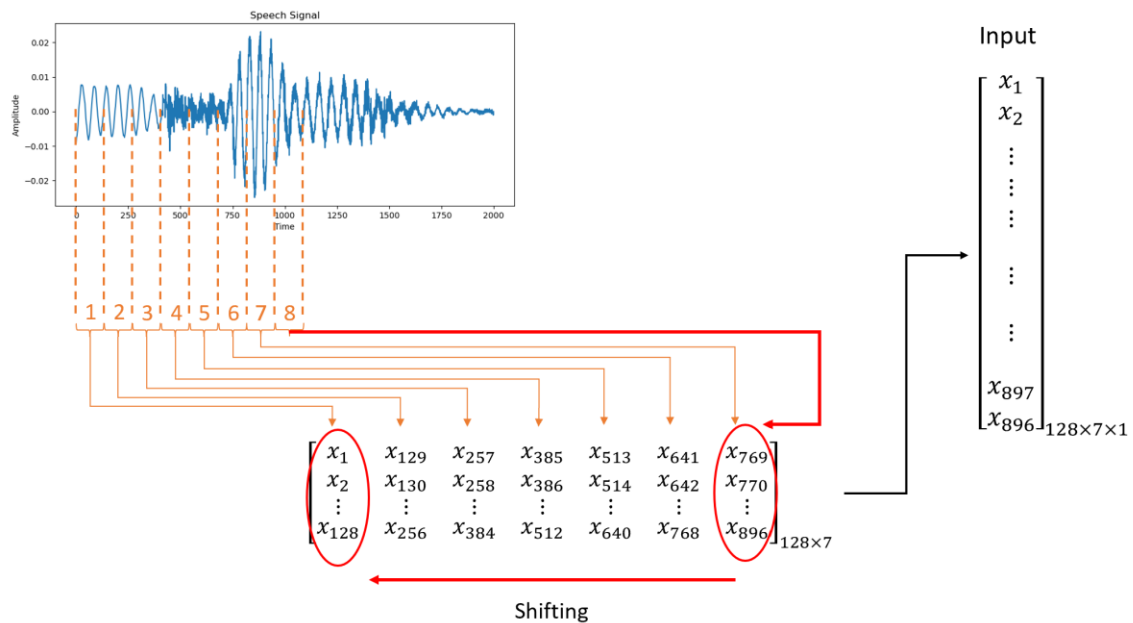 Speech Signal
Amplitude
0.02
0.01
0.00
−0.01
−0.02
0 250 500 750 1000 1250 1500 1750 2000
Time
1 2 3 4 5 6 7 8
Input
x₁
x₂
⋮
⋮
⋮
⋮
⋮
x₈₉₇
x₈₉₆
128×7×1
x₁ x₁₂₉ x₂₅₇ x₃₈₅ x₅₁₃ x₆₄₁ x₇₆₉
x₂ x₁₃₀ x₂₅₈ x₃₈₆ x₅₁₄ x₆₄₂ x₇₇₀
⋮ ⋮ ⋮ ⋮ ⋮ ⋮ ⋮
x₁₂₈ x₂₅₆ x₃₈₄ x₅₁₂ x₆₄₀ x₇₆₈ x₈₉₆
128×7
Shifting